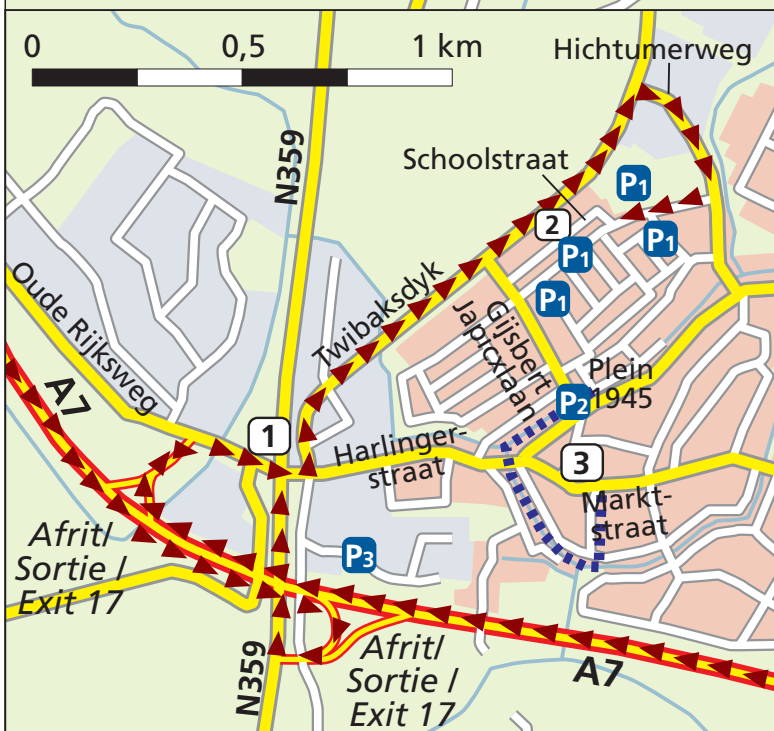 0 0,5 1 km
Hichtumerweg
N359
Schoolstraat
P1
2
P1
P1
P1
Twibaksdyk
Oude Rijksweg
Gijsbert
Japicxlaan
A7
Plein
1945
P2
1
Harlinger-
straat
3
Markt-
straat
P3
Afrit/
Sortie /
Exit 17
N359
Afrit/
Sortie /
Exit 17
A7